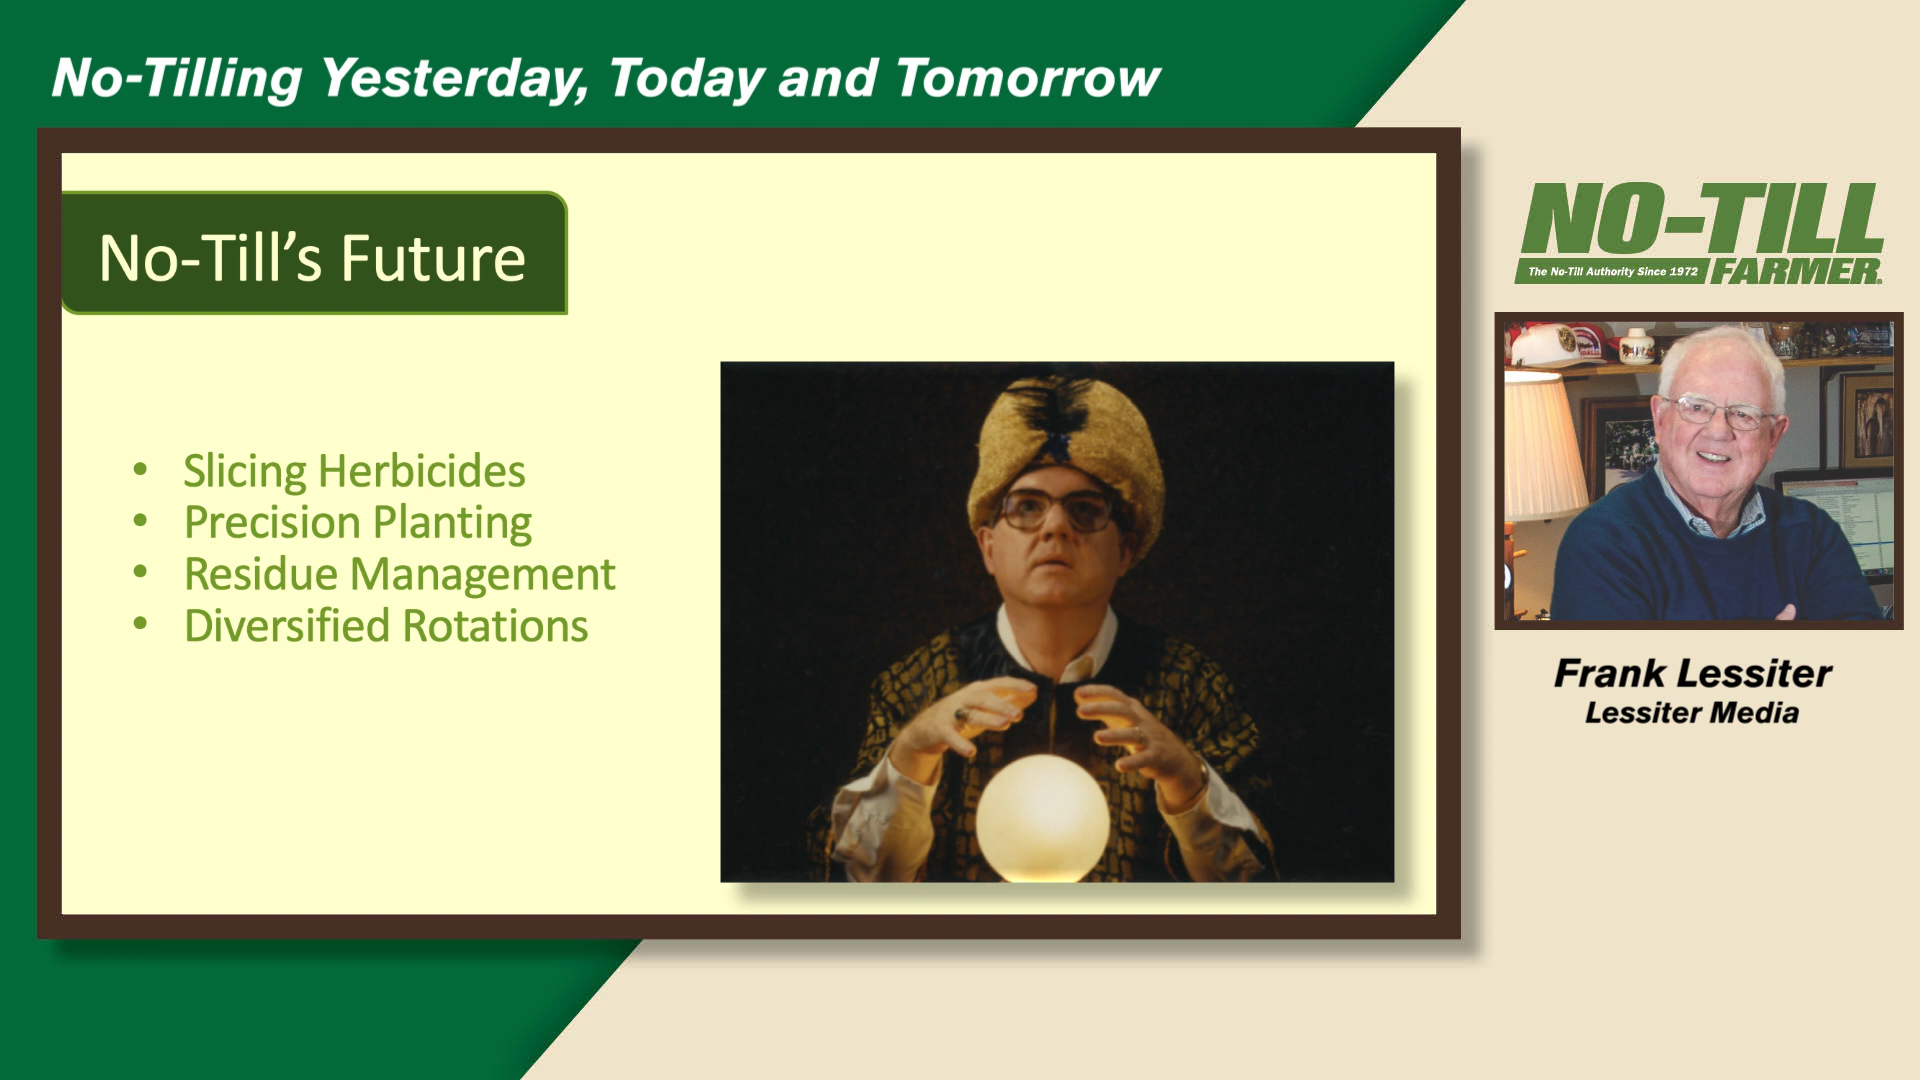 No-Tilling Yesterday, Today and Tomorrow
No-Till’s Future
• Slicing Herbicides
• Precision Planting
• Residue Management
• Diversified Rotations
NO-TILL
The No-Till Authority Since 1972 FARMER®
Frank Lessiter
Lessiter Media